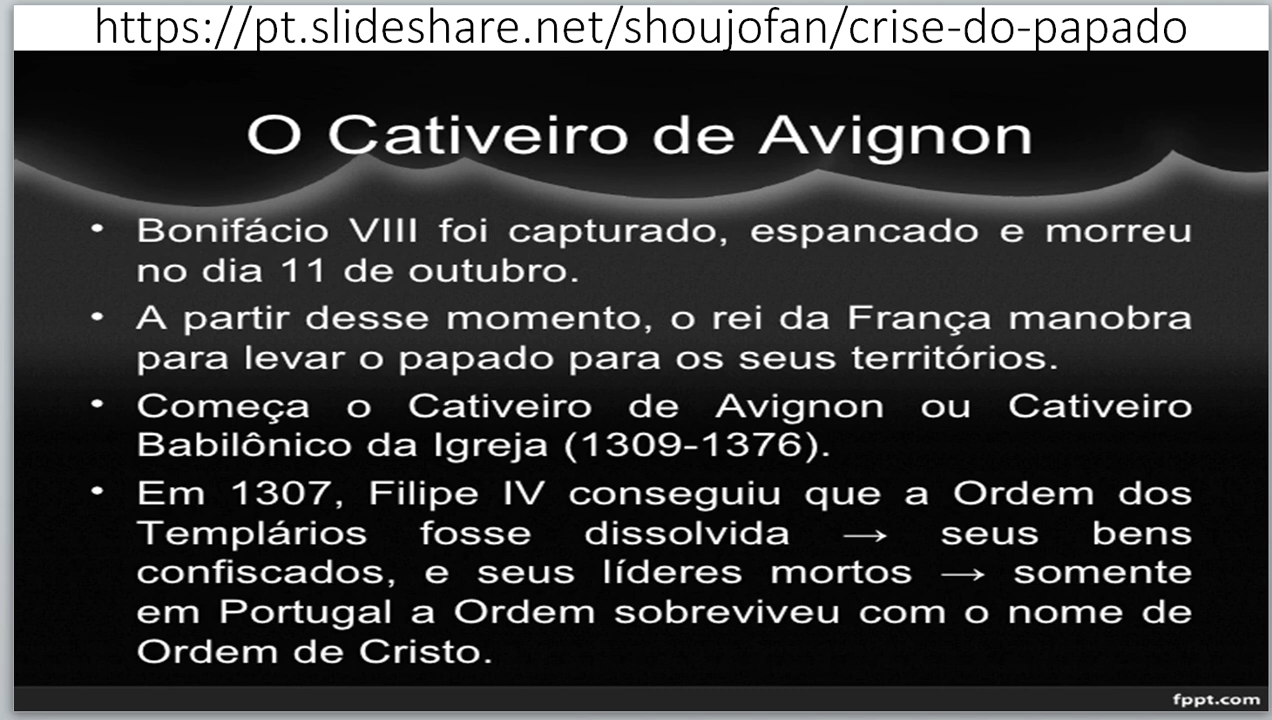 https://pt.slideshare.net/shoujofan/crise-do-papado
O Cativeiro de Avignon
• Bonifácio VIII foi capturado, espancado e morreu
no dia 11 de outubro.
• A partir desse momento, o rei da França manobra
para levar o papado para os seus territórios.
• Começa o Cativeiro de Avignon ou Cativeiro
Babilônico da Igreja (1309-1376).
• Em 1307, Filipe IV conseguiu que a Ordem dos
Templários fosse dissolvida → seus bens
confiscados, e seus líderes mortos → somente
em Portugal a Ordem sobreviveu com o nome de
Ordem de Cristo.
fppt.com